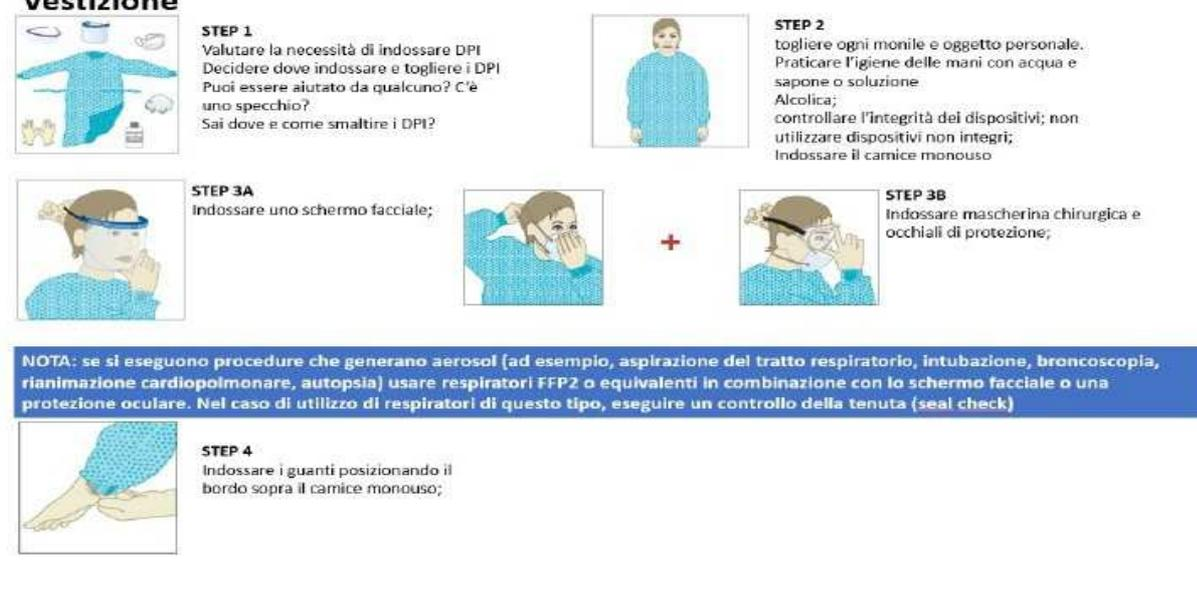 Vestizione
STEP 1
Valutare la necessità di indossare DPI
Decidere dove indossare e togliere i DPI
Puoi essere aiutato da qualcuno? C'è
uno specchio?
Sai dove e come smaltire i DPI?
STEP 2
togliere ogni monile e oggetto personale.
Praticare l'igiene delle mani con acqua e
sapone o soluzione
Alcolica;
controllare l'integrità dei dispositivi; non
utilizzare dispositivi non integri;
Indossare il camice monouso
STEP 3A
Indossare uno schermo facciale;
+
STEP 3B
Indossare mascherina chirurgica e
occhiali di protezione;
NOTA: se si eseguono procedure che generano aerosol (ad esempio, aspirazione del tratto respiratorio, intubazione, broncoscopia,
rianimazione cardiopolmonare, autopsia) usare respiratori FFP2 o equivalenti in combinazione con lo schermo facciale o una
protezione oculare. Nel caso di utilizzo di respiratori di questo tipo, eseguire un controllo della tenuta (seal check)
STEP 4
Indossare i guanti posizionando il
bordo sopra il camice monouso;